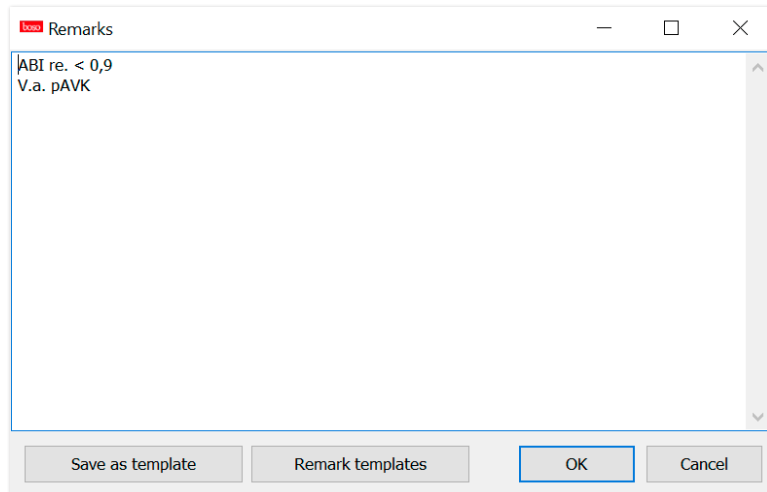 boso Remarks
ABI re. < 0,9
V.a. pAVK
Save as template Remark templates OK Cancel